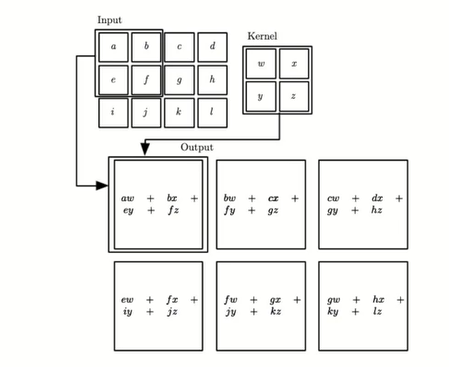 Input
a b c d
e f g h
i j k l
Kernel
w x
y z
Output
aw + bx +
ey + fz
bw + cx +
fy + gz
cw + dx +
gy + hz
ew + fx +
iy + jz
fw + gx +
jy + kz
gw + hx +
ky + lz